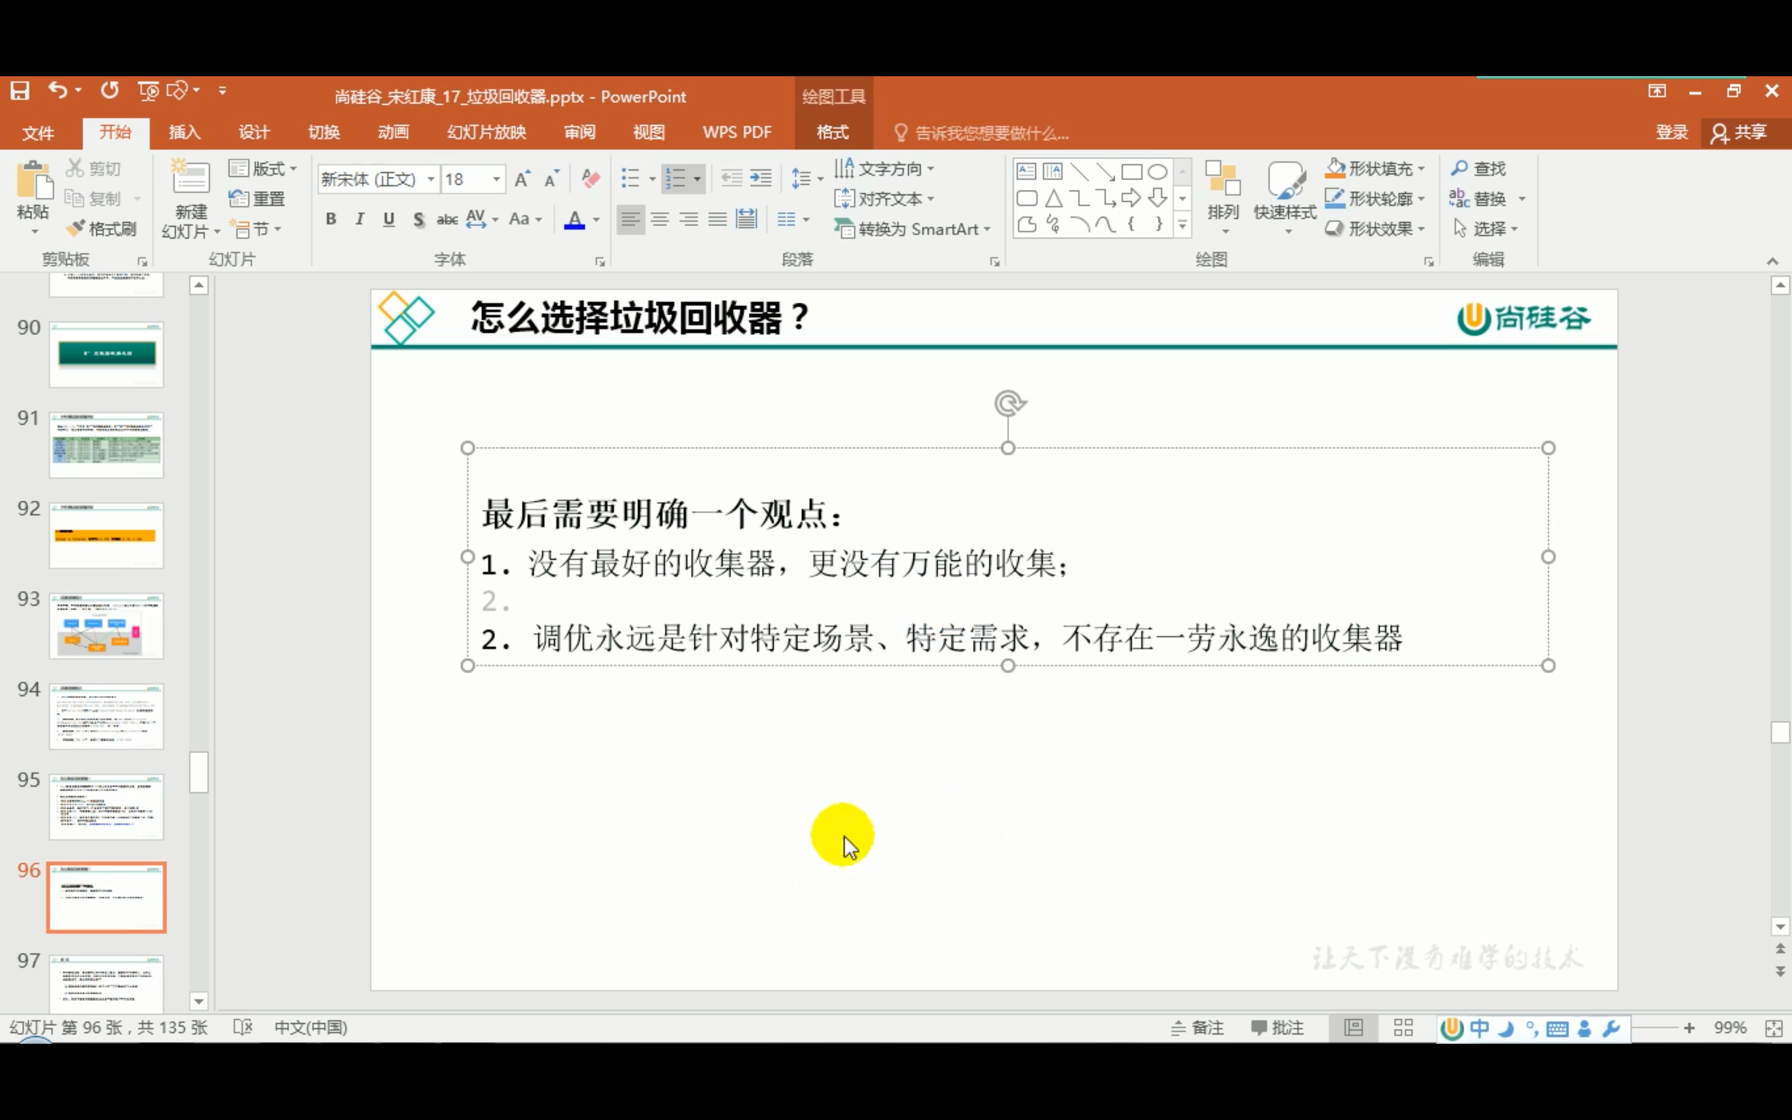 尚硅谷_宋红康_17_垃圾回收器.pptx - PowerPoint
绘图工具
文件 开始 插入 设计 切换 动画 幻灯片放映 审阅 视图 WPS PDF 格式 告诉我您想要做什么... 登录 共享
粘贴 剪切 复制 格式刷
新建 幻灯片 版式 重置 节
新宋体 (正文) 18
B I U S abc AV Aa A
文字方向 对齐文本 转换为 SmartArt
排列 快速样式 形状填充 形状轮廓 形状效果
查找 替换 选择
剪贴板 幻灯片 字体 段落 绘图 编辑
90
91
92
93
94
95
96
97
怎么选择垃圾回收器？
尚硅谷
最后需要明确一个观点：
1. 没有最好的收集器，更没有万能的收集；
2.
2. 调优永远是针对特定场景、特定需求，不存在一劳永逸的收集器
让天下没有难学的技术
幻灯片 第 96 张，共 135 张 中文(中国) 备注 批注 中 99%